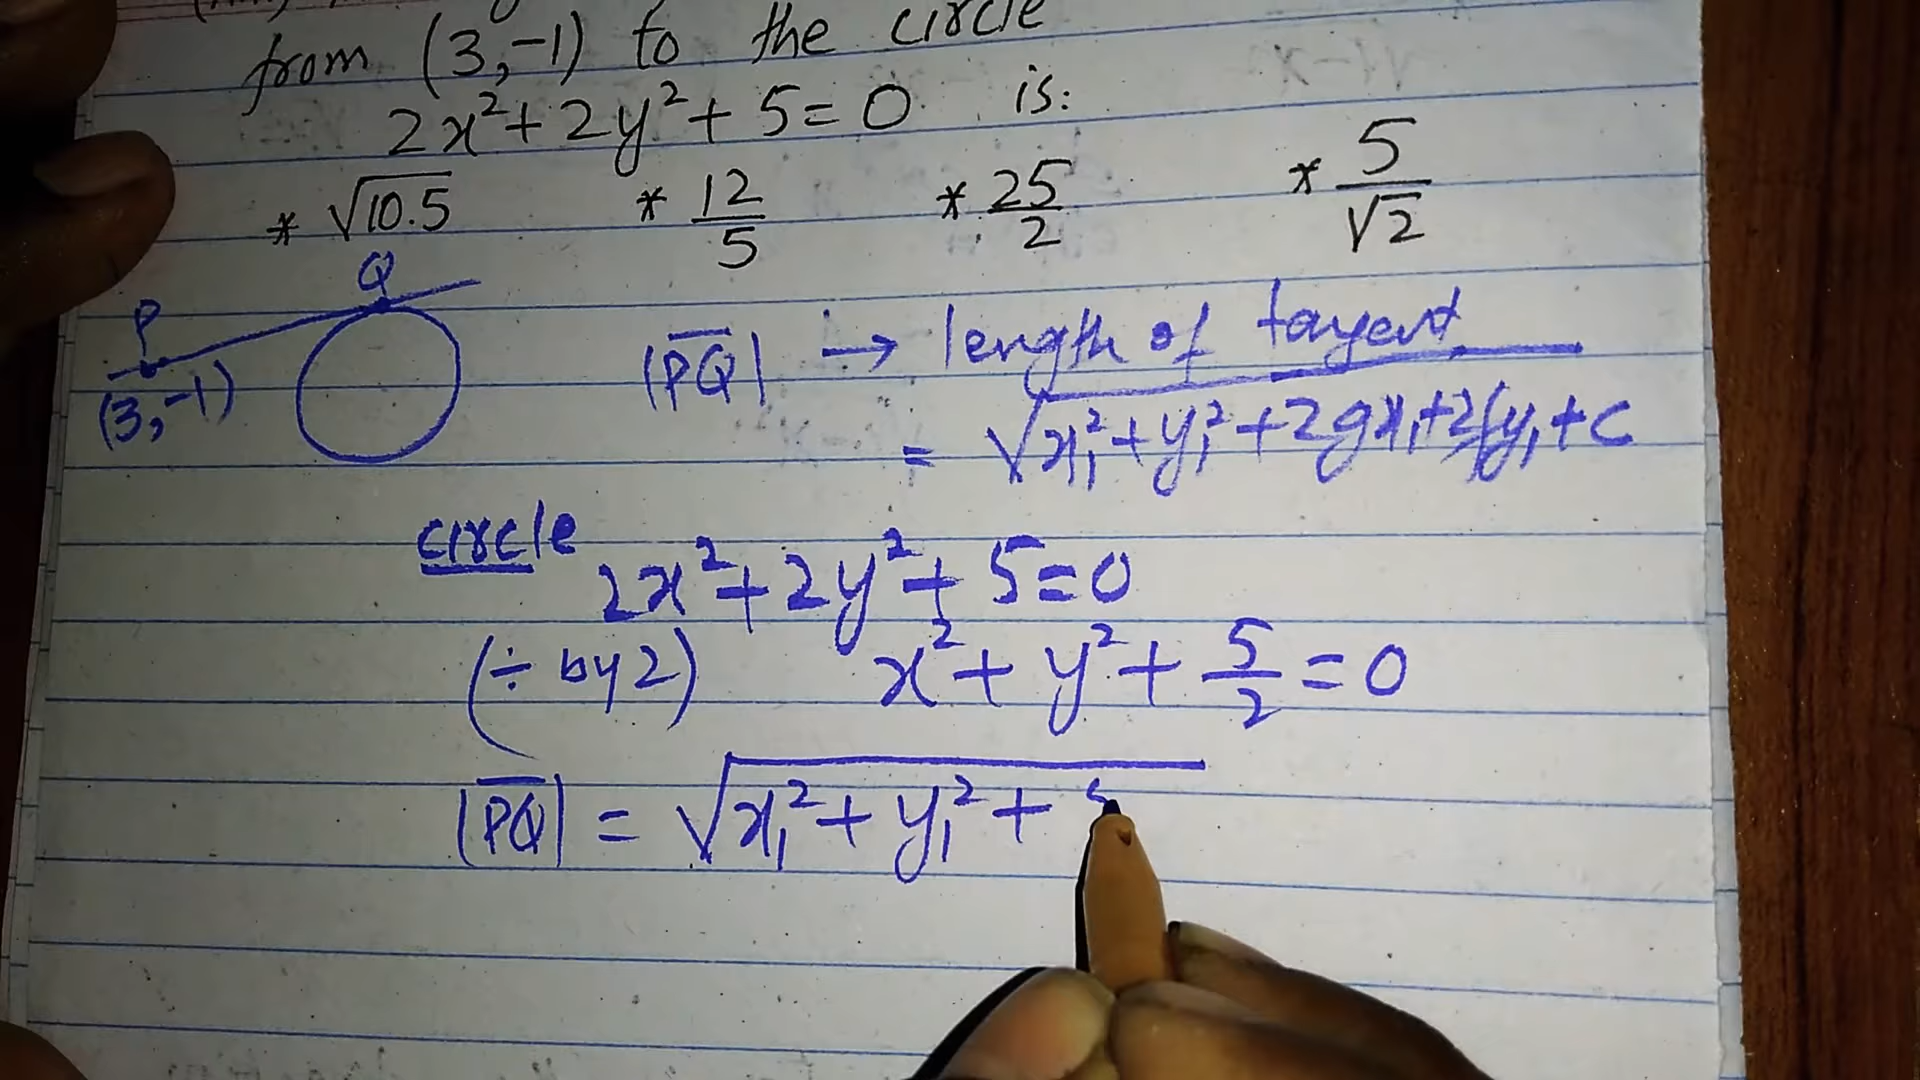 from (3,-1) to the circle
2x²+2y²+5=0 is:
* √10.5 * 12/5 * 25/2 * 5/√2
Q
P
(3,-1)
|PQ| → length of tangent
= √x₁²+y₁²+2gx₁+2fy₁+c
circle
2x²+2y²+5=0
(÷ by 2) x²+y²+5/2=0
|PQ| = √x₁²+y₁²+